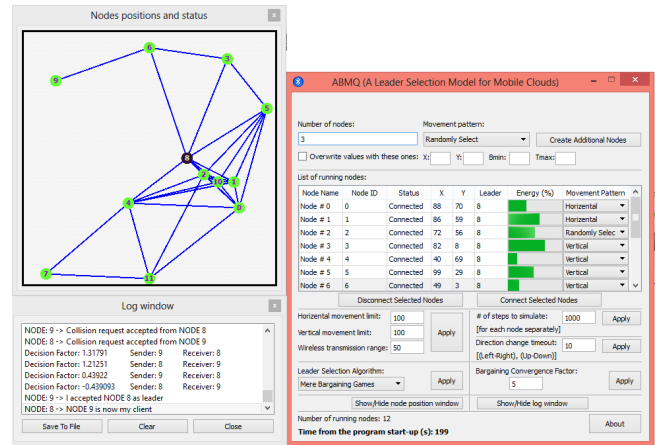 Nodes positions and status
x
6
3
9
5
8
2
10
1
4
0
7
11
Log window
x
NODE: 9 -> Collision request accepted from NODE 8
NODE: 8 -> Collision request accepted from NODE 9
Decision Factor: 1.31791 Sender: 9 Receiver: 8
Decision Factor: 1.21251 Sender: 8 Receiver: 9
Decision Factor: 0.43922 Sender: 9 Receiver: 8
Decision Factor: -0.439093 Sender: 8 Receiver: 9
NODE: 9 -> I accepted NODE 8 as leader
NODE: 8 -> NODE 9 is now my client
Save To File Clear Close
ABMQ (A Leader Selection Model for Mobile Clouds)
Number of nodes: Movement pattern:
3 Randomly Select Create Additional Nodes
Overwrite values with these ones: X: Y: Bmin: Tmax:
List of running nodes:
Node Name Node ID Status X Y Leader Energy (%) Movement Pattern
Node # 0 0 Connected 88 70 8 Horizental
Node # 1 1 Connected 86 59 8 Horizental
Node # 2 2 Connected 72 56 8 Randomly Selec
Node # 3 3 Connected 82 8 8 Vertical
Node # 4 4 Connected 40 69 8 Vertical
Node # 5 5 Connected 99 29 8 Vertical
Node # 6 6 Connected 49 3 8 Vertical
Disconnect Selected Nodes Connect Selected Nodes
Horizontal movement limit: 100
Vertical movement limit: 100
Wireless transmission range: 50
Apply
# of steps to simulate: 1000 Apply
[for each node separately]
Direction change timeout: 10 Apply
[(Left-Right), (Up-Down)]
Leader Selection Algorithm:
Mere Bargaining Games Apply
Bargaining Convergence Factor:
5 Apply
Show/Hide node position window Show/Hide log window
Number of running nodes: 12
Time from the program start-up (s): 199
About